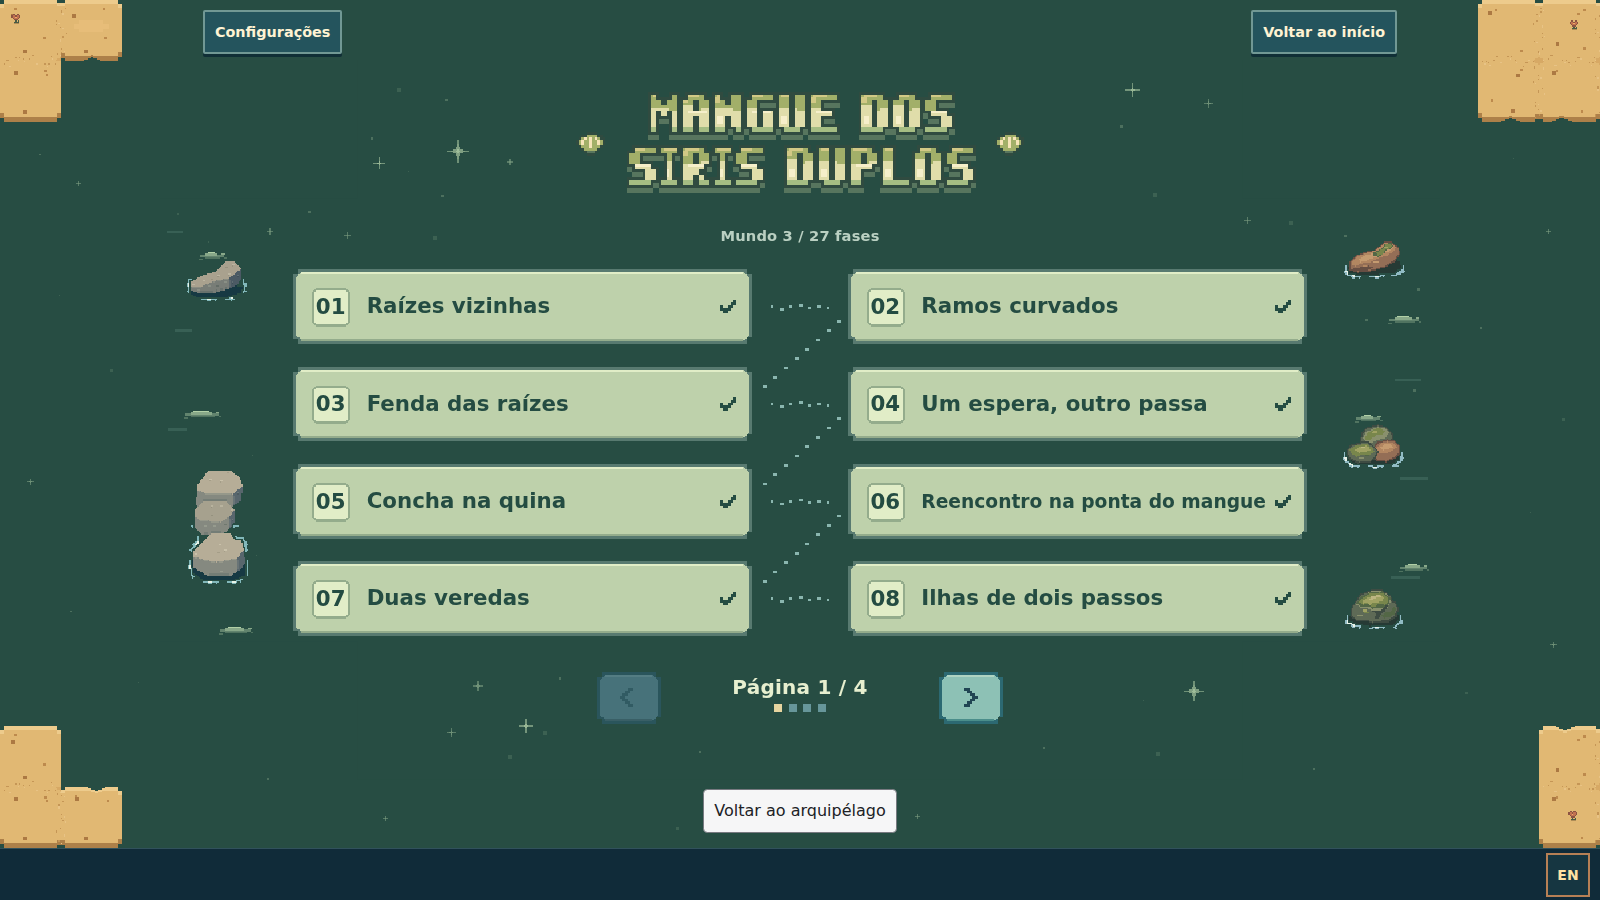 Configurações
Voltar ao início
MANGUE DOS
SIRIS DUPLOS
Mundo 3 / 27 fases
01 Raízes vizinhas
02 Ramos curvados
03 Fenda das raízes
04 Um espera, outro passa
05 Concha na quina
06 Reencontro na ponta do mangue
07 Duas veredas
08 Ilhas de dois passos
Página 1 / 4
Voltar ao arquipélago
EN